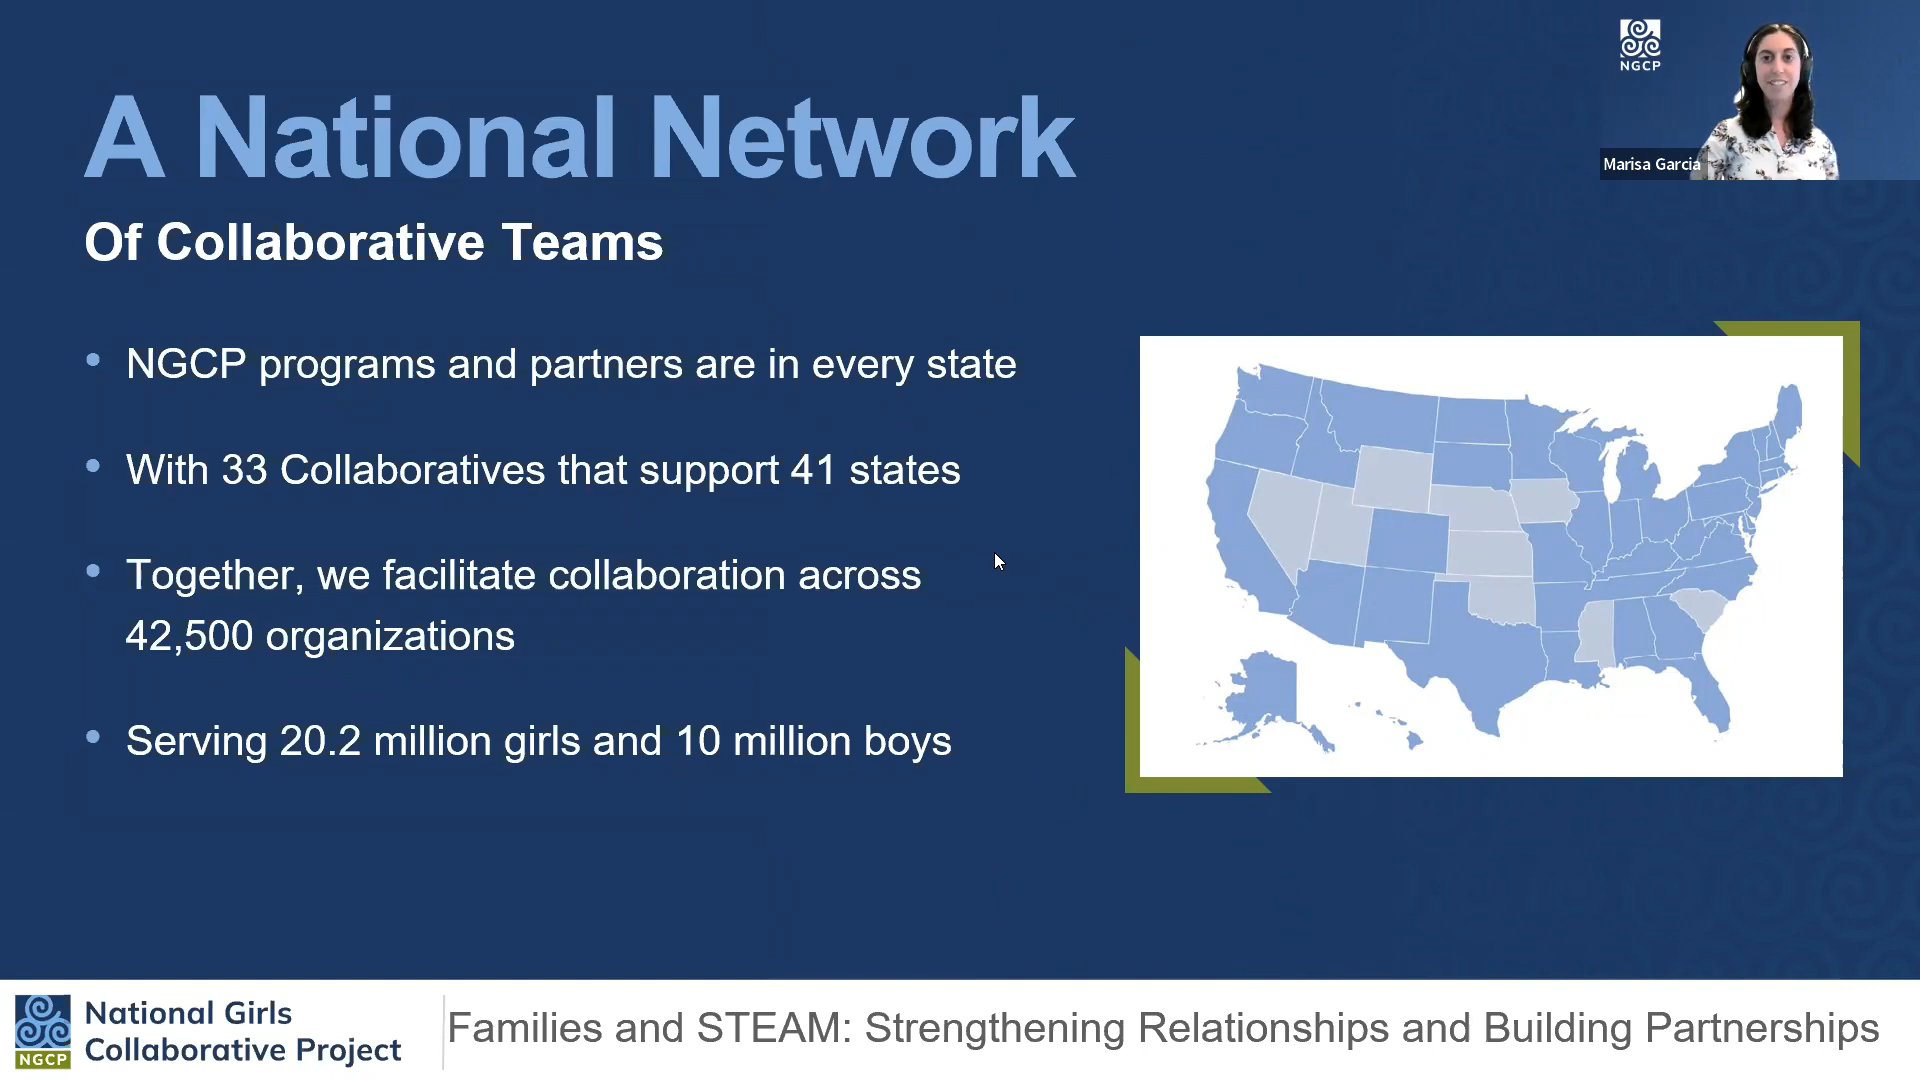 NGCP
Marisa Garcia
A National Network
Of Collaborative Teams
• NGCP programs and partners are in every state
• With 33 Collaboratives that support 41 states
• Together, we facilitate collaboration across
42,500 organizations
• Serving 20.2 million girls and 10 million boys
NGCP
National Girls
Collaborative Project
Families and STEAM: Strengthening Relationships and Building Partnerships